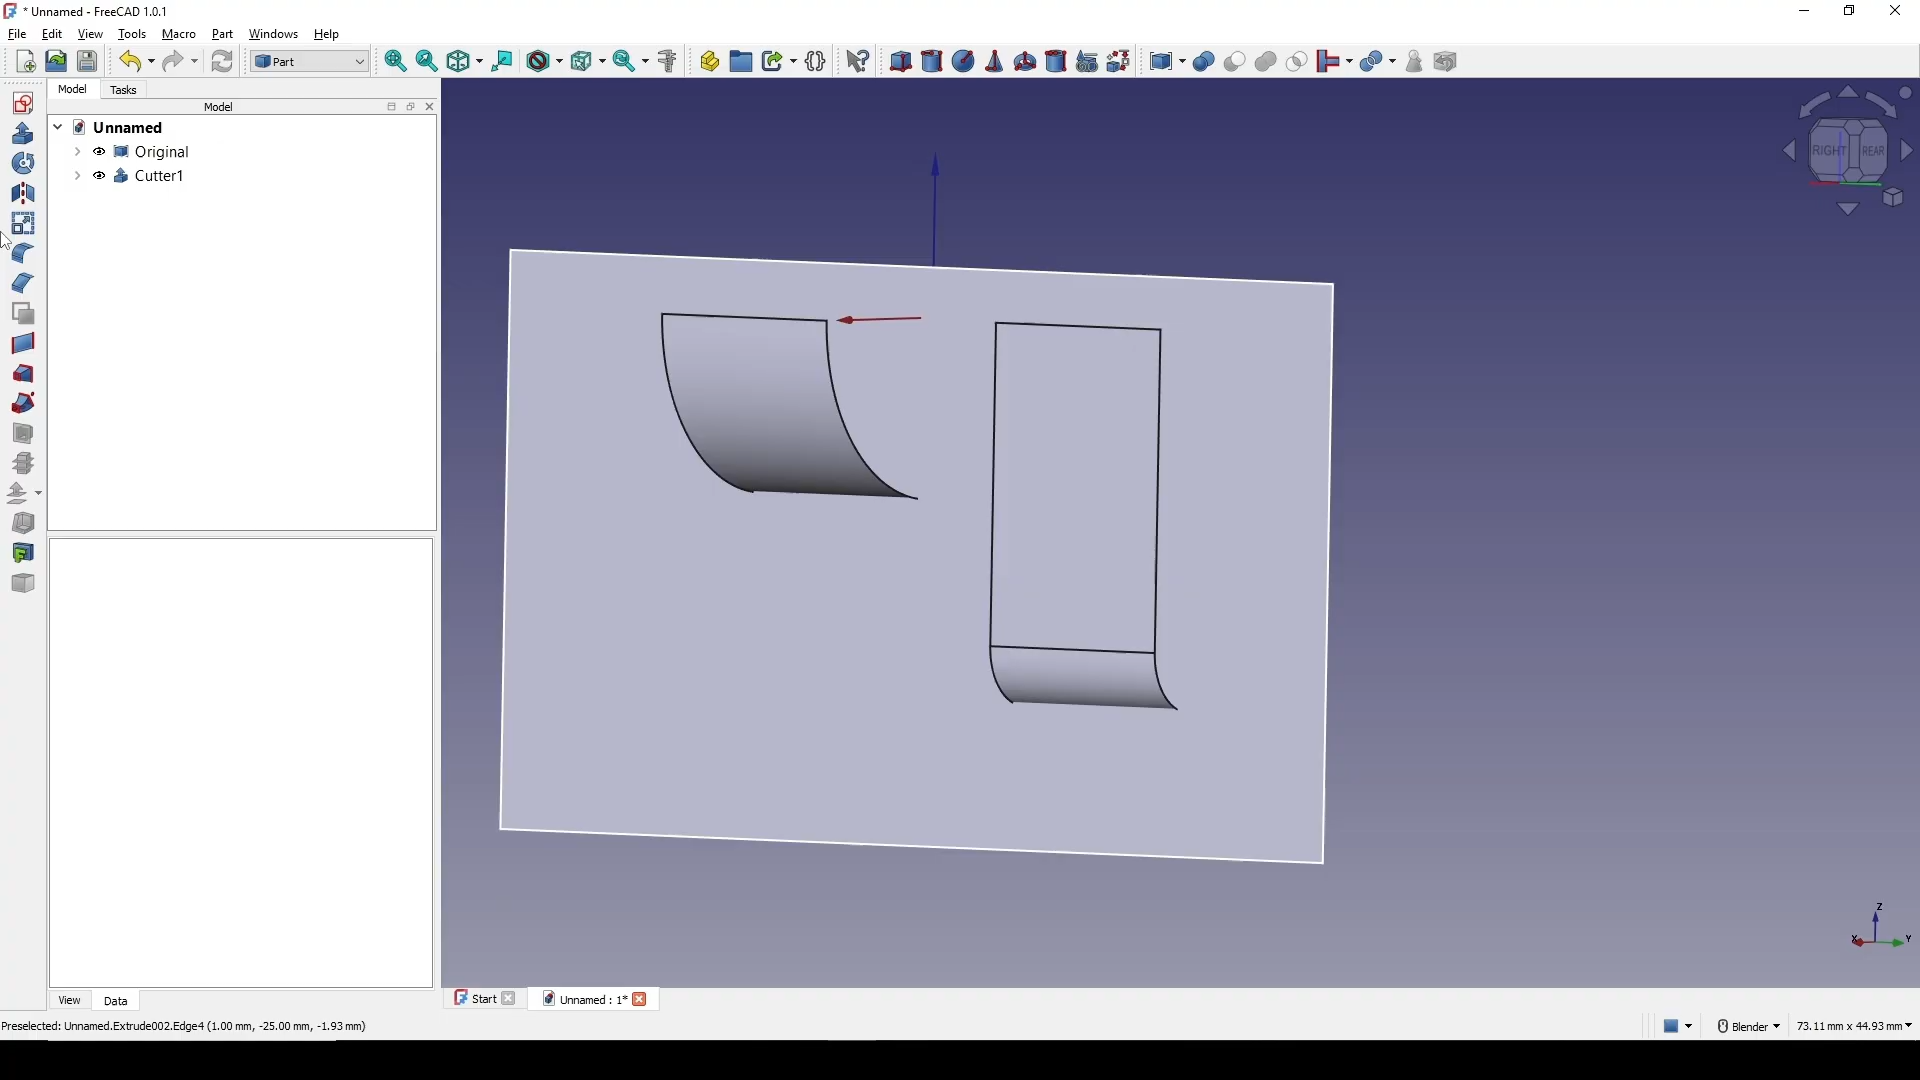 * Unnamed - FreeCAD 1.0.1
File Edit View Tools Macro Part Windows Help
Part
Model Tasks
Model
Unnamed
Original
Cutter1
RIGHT REAR
Z
X Y
View Data
Start Unnamed : 1*
Preselected: Unnamed.Extrude002.Edge4 (1.00 mm, -25.00 mm, -1.93 mm)
Blender 73.11 mm x 44.93 mm